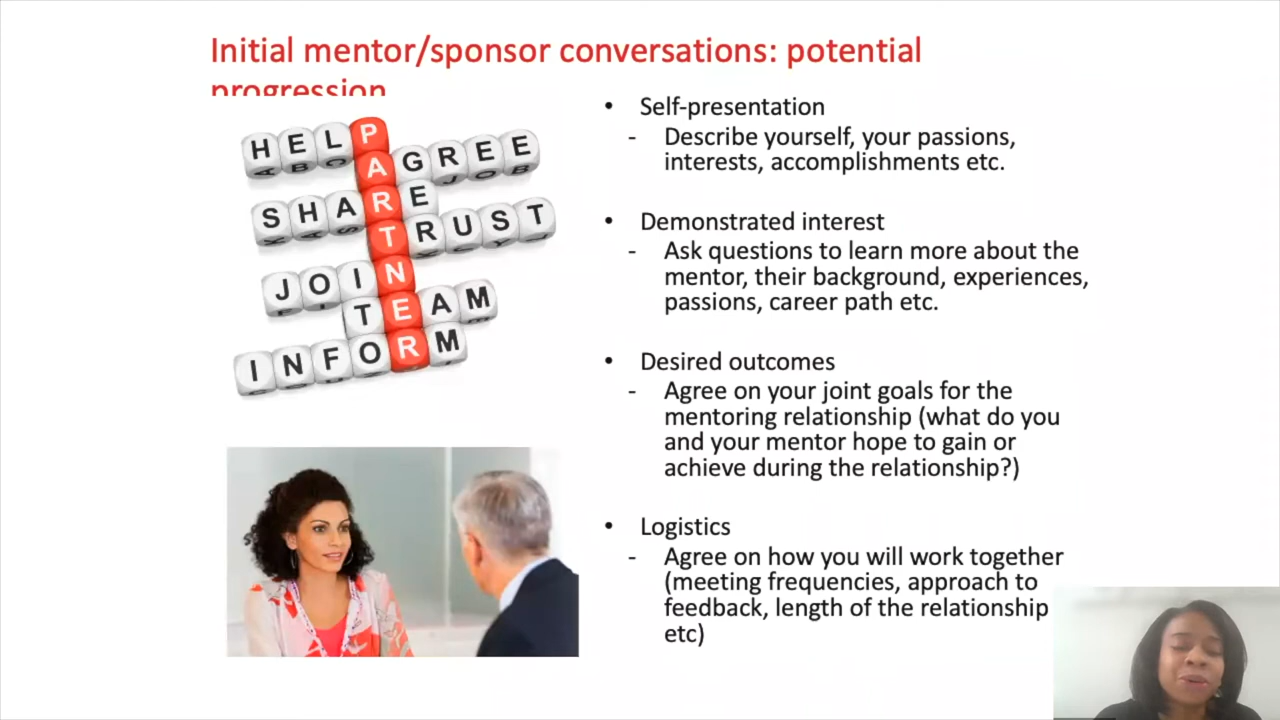 Initial mentor/sponsor conversations: potential
progression
HELP
AGREE
SHARE
TRUST
JOIN
TEAM
INFORM
• Self-presentation
- Describe yourself, your passions,
interests, accomplishments etc.
• Demonstrated interest
- Ask questions to learn more about the
mentor, their background, experiences,
passions, career path etc.
• Desired outcomes
- Agree on your joint goals for the
mentoring relationship (what do you
and your mentor hope to gain or
achieve during the relationship?)
• Logistics
- Agree on how you will work together
(meeting frequencies, approach to
feedback, length of the relationship
etc)